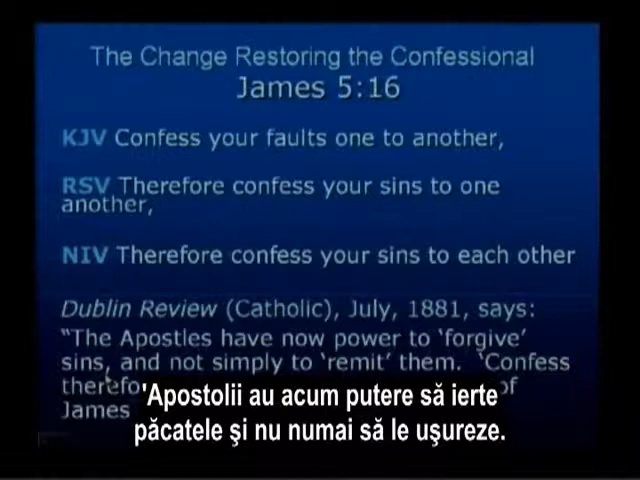 The Change Restoring the Confessional
James 5:16
KJV Confess your faults one to another,
RSV Therefore confess your sins to one
another,
NIV Therefore confess your sins to each other
Dublin Review (Catholic), July, 1881, says:
"The Apostles have now power to 'forgive'
sins, and not simply to 'remit' them. 'Confess
of
James
'Apostolii au acum putere să ierte
păcatele şi nu numai să le uşureze.